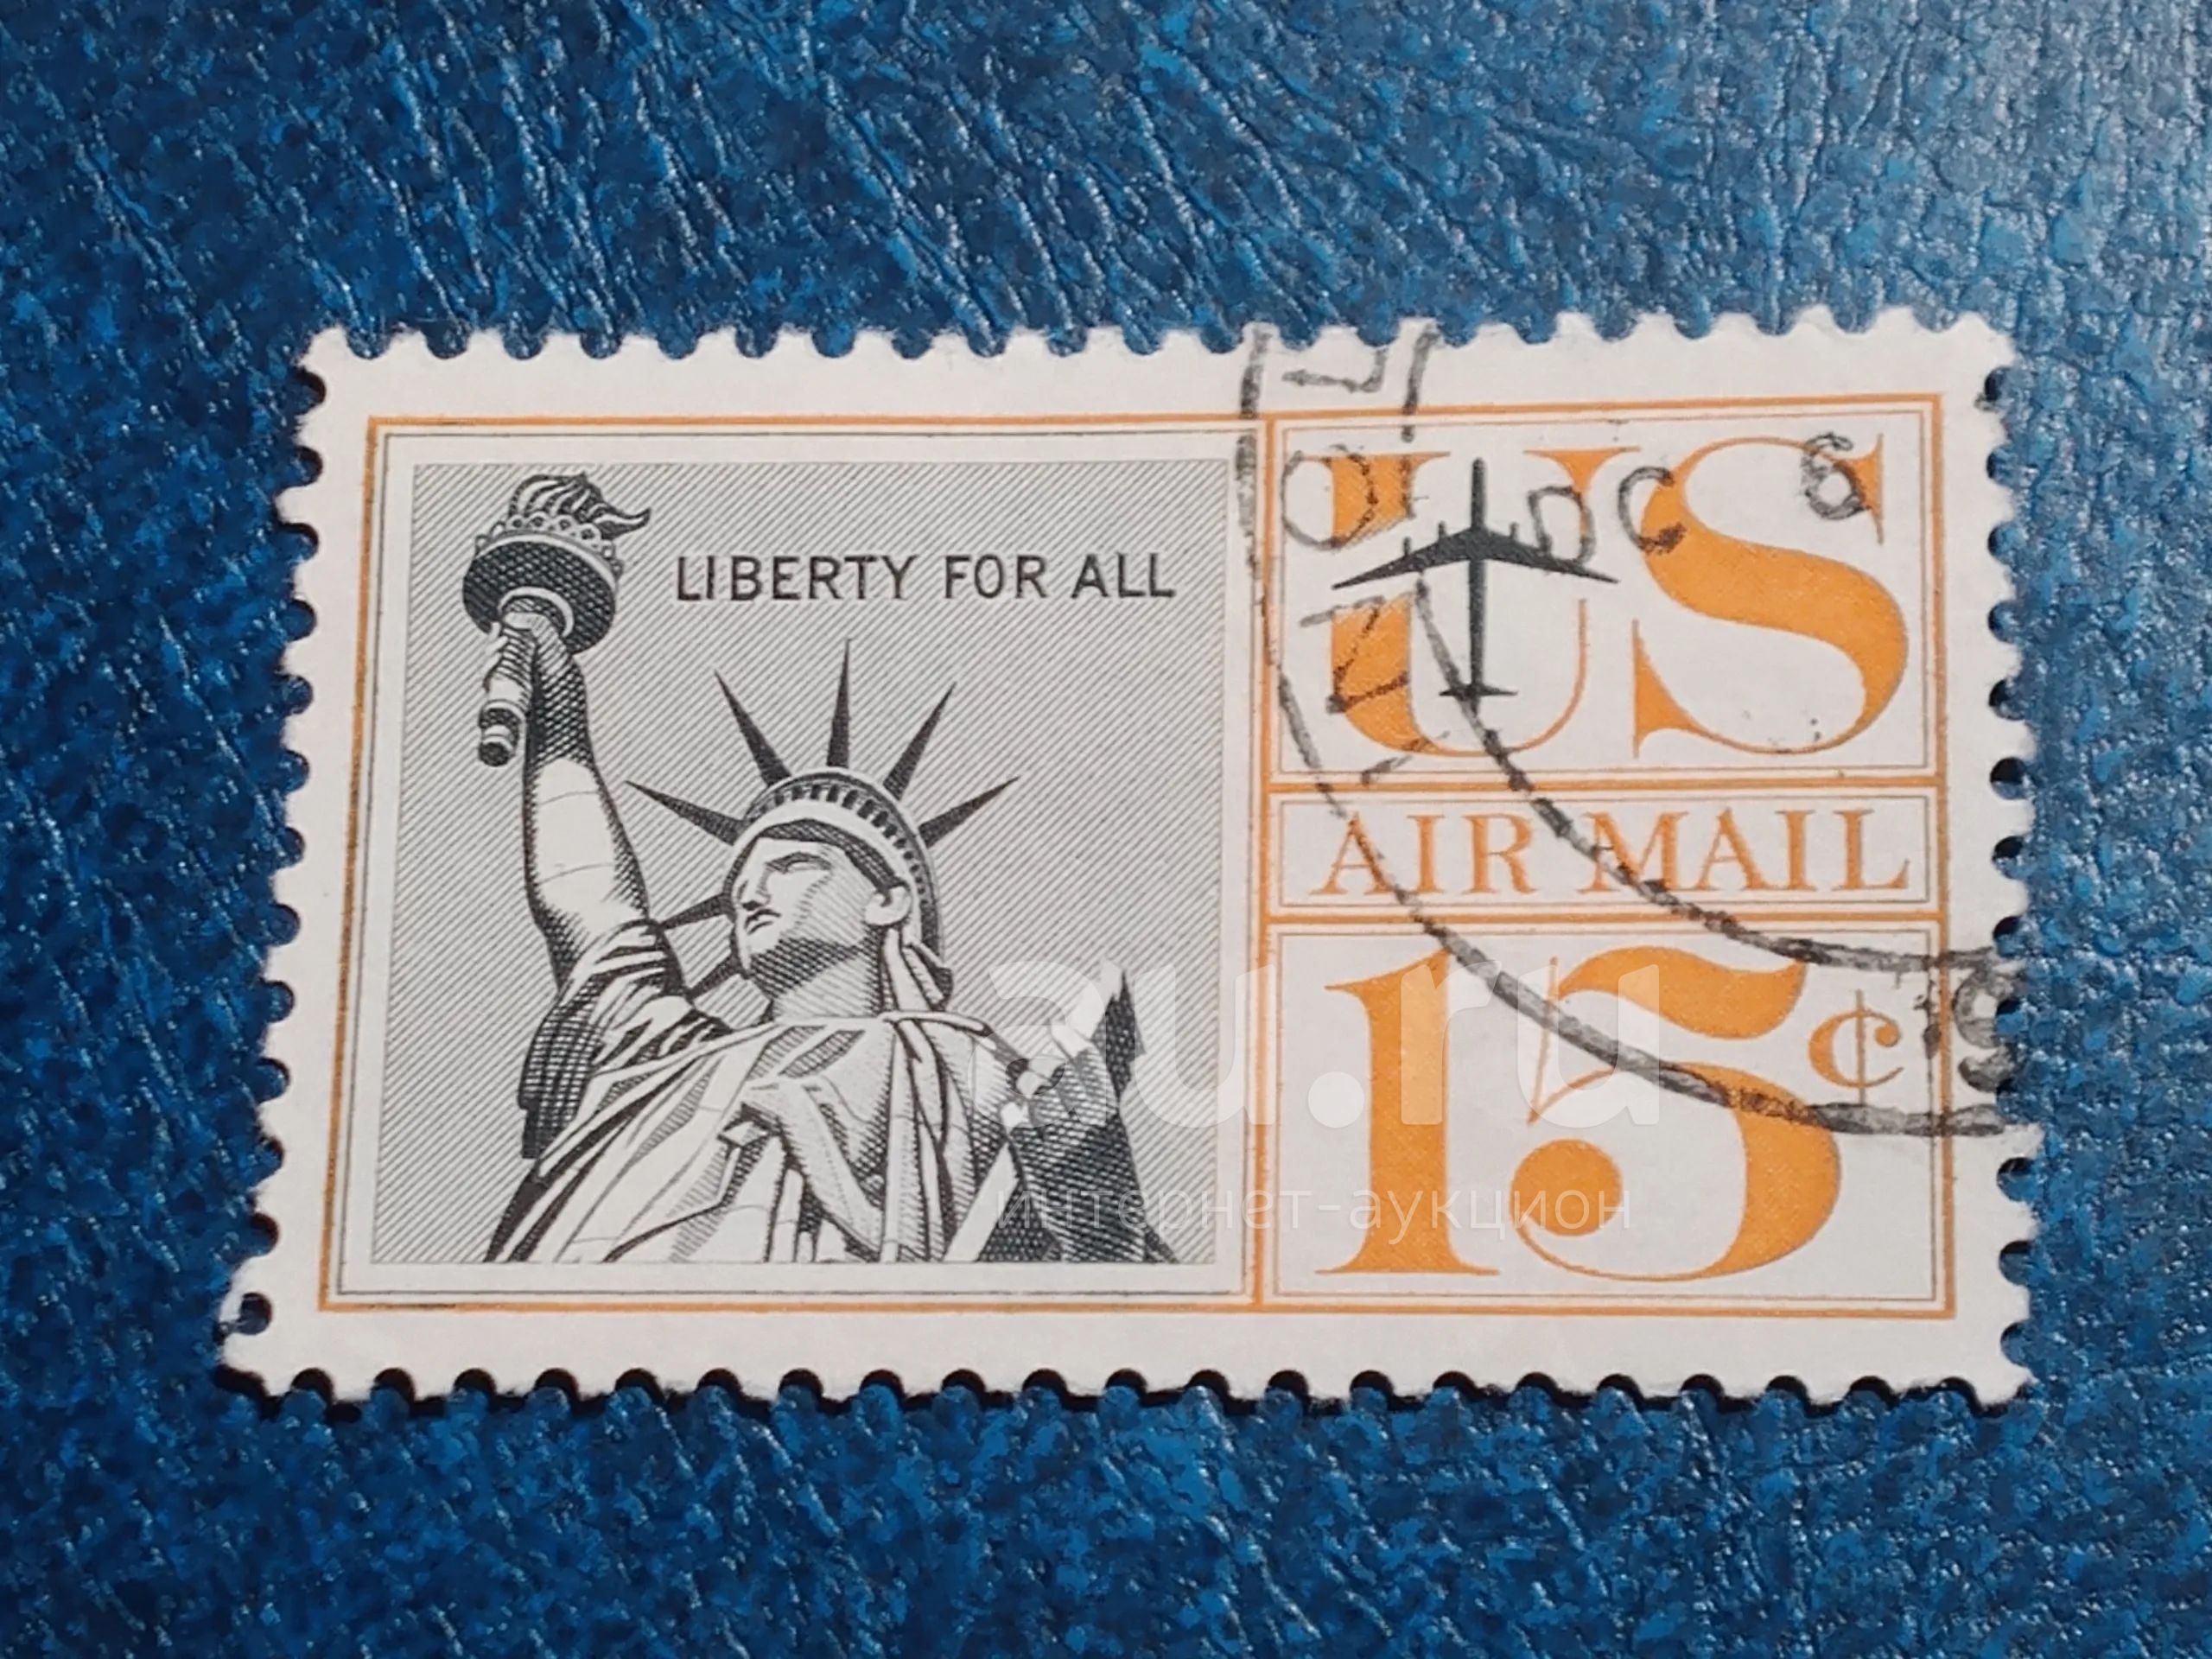 LIBERTY FOR ALL
US
AIR MAIL
15¢
au.ru
интернет-аукцион